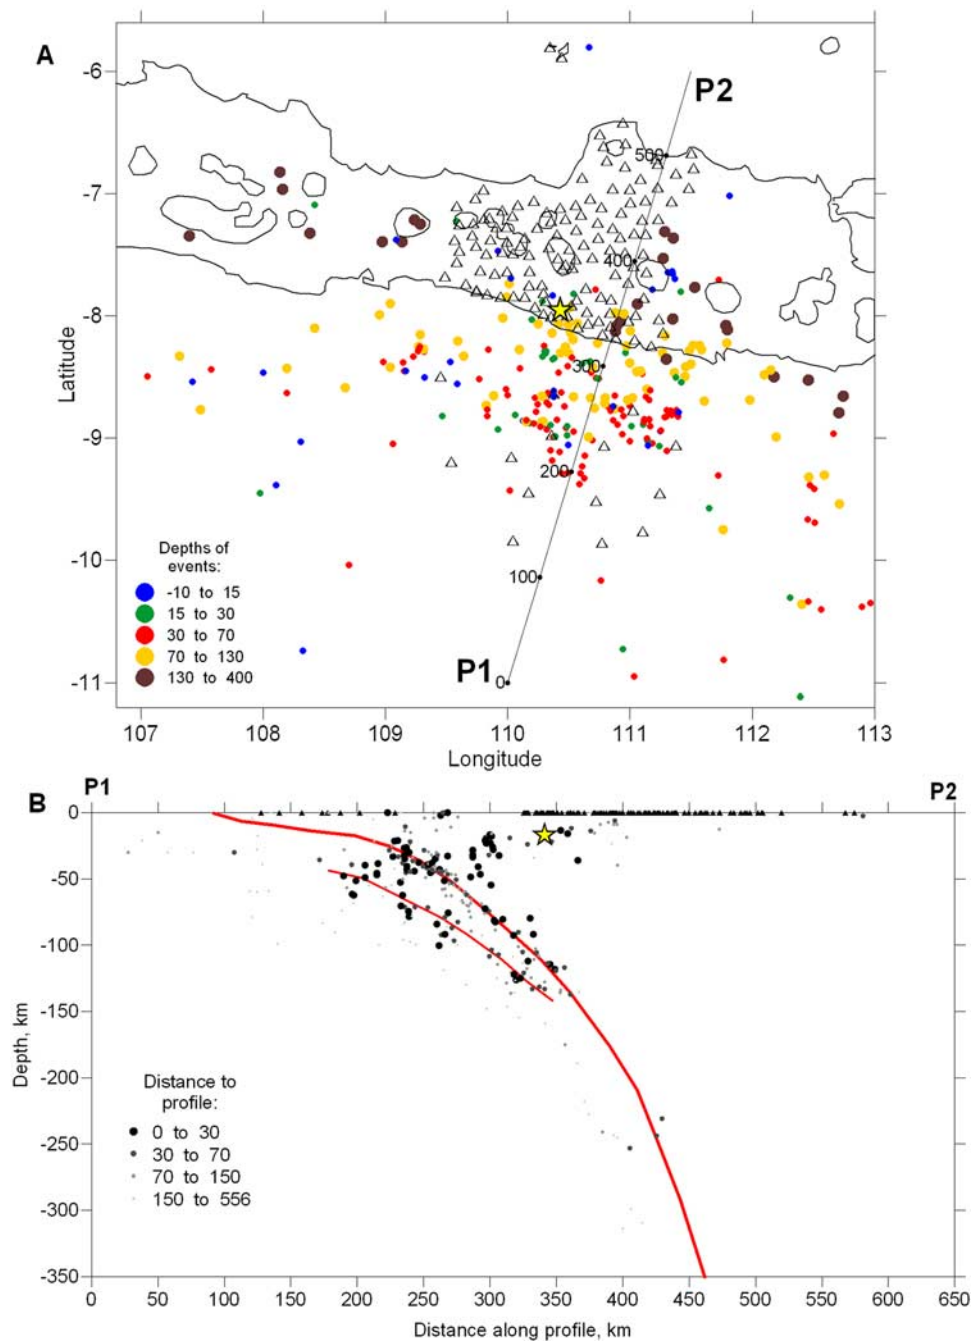 A
-6
P2
500
-7
400
-8
Latitude
300
-9
200
-10
Depths of
events:
-10 to 15
15 to 30
30 to 70
70 to 130
130 to 400
100
P1
0
-11
107 108 109 110 111 112 113
Longitude
P1
P2
B
0
-50
-100
-150
-200
-250
-300
-350
Depth, km
Distance to
profile:
0 to 30
30 to 70
70 to 150
150 to 556
0 50 100 150 200 250 300 350 400 450 500 550 600 650
Distance along profile, km